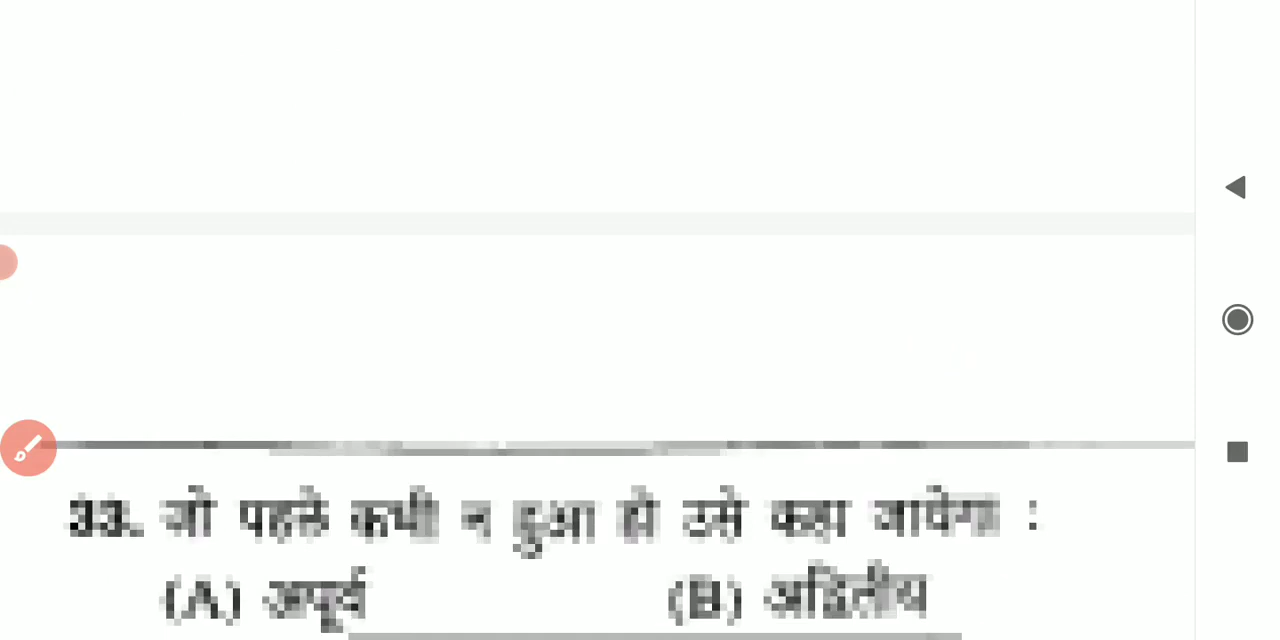 33. जो पहले कभी न हुआ हो उसे कहा जायेगा :
(A) अपूर्व (B) अद्वितीय